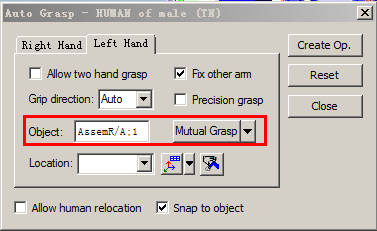 Auto Grasp - HUMAN of male (TN)
Right Hand Left Hand
Create Op.
Allow two hand grasp Fix other arm
Reset
Grip direction: Auto Precision grasp
Close
Object: AssemR/A;1 Mutual Grasp
Location:
Allow human relocation Snap to object